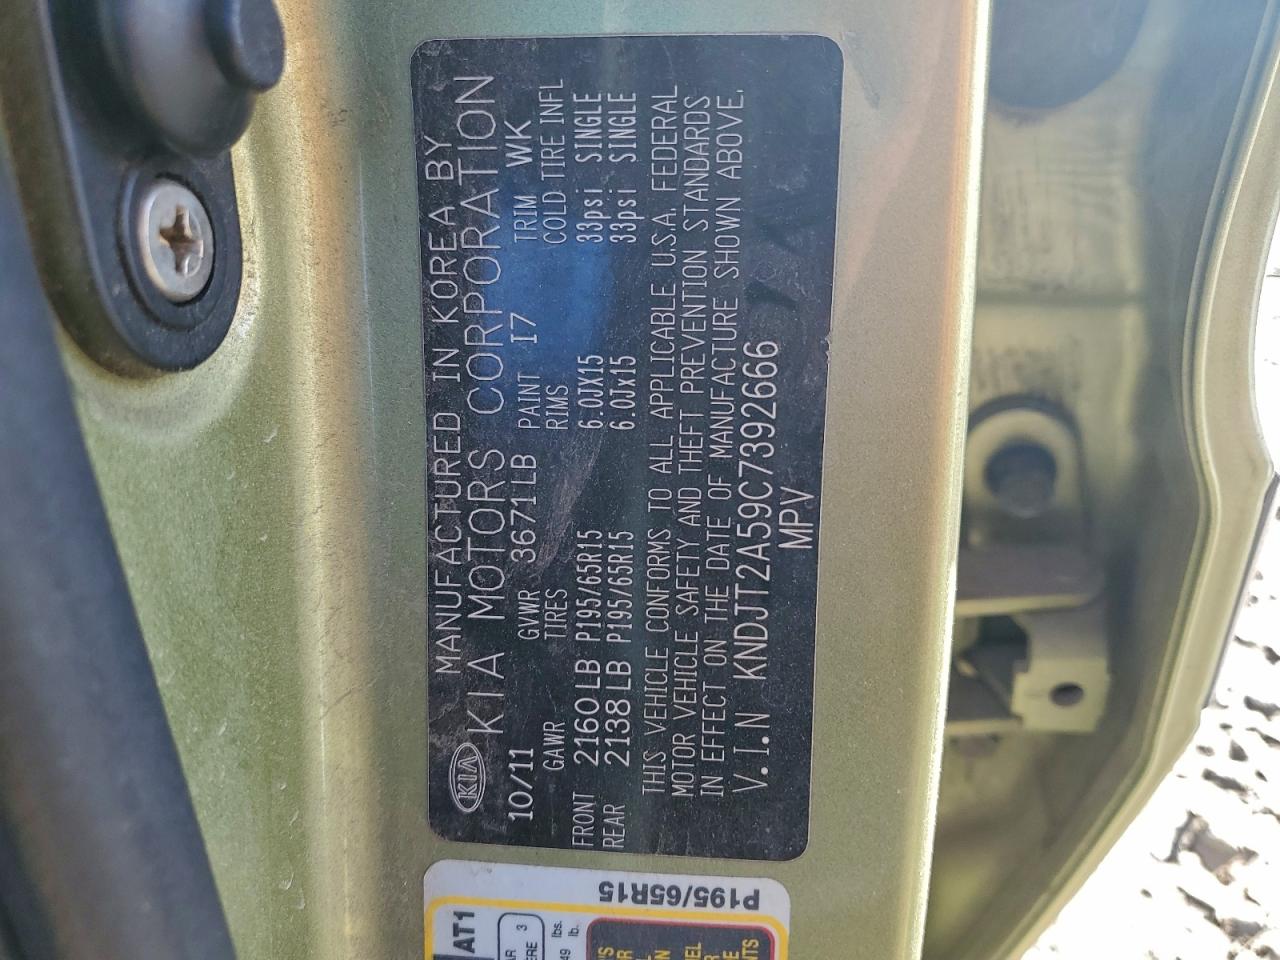 MANUFACTURED IN KOREA BY
KIA KIA MOTORS CORPORATION
10/11 GVWR 3671LB PAINT I7 TRIM WK
GAWR TIRES RIMS COLD TIRE INFL
FRONT 2160LB P195/65R15 6.0JX15 33psi SINGLE
REAR 2138LB P195/65R15 6.0Jx15 33psi SINGLE
THIS VEHICLE CONFORMS TO ALL APPLICABLE U.S.A. FEDERAL
MOTOR VEHICLE SAFETY AND THEFT PREVENTION STANDARDS
IN EFFECT ON THE DATE OF MANUFACTURE SHOWN ABOVE.
V.I.N KNDJT2A59C7392666
MPV
P195/65R15
AT1
3
lbs.
lb.